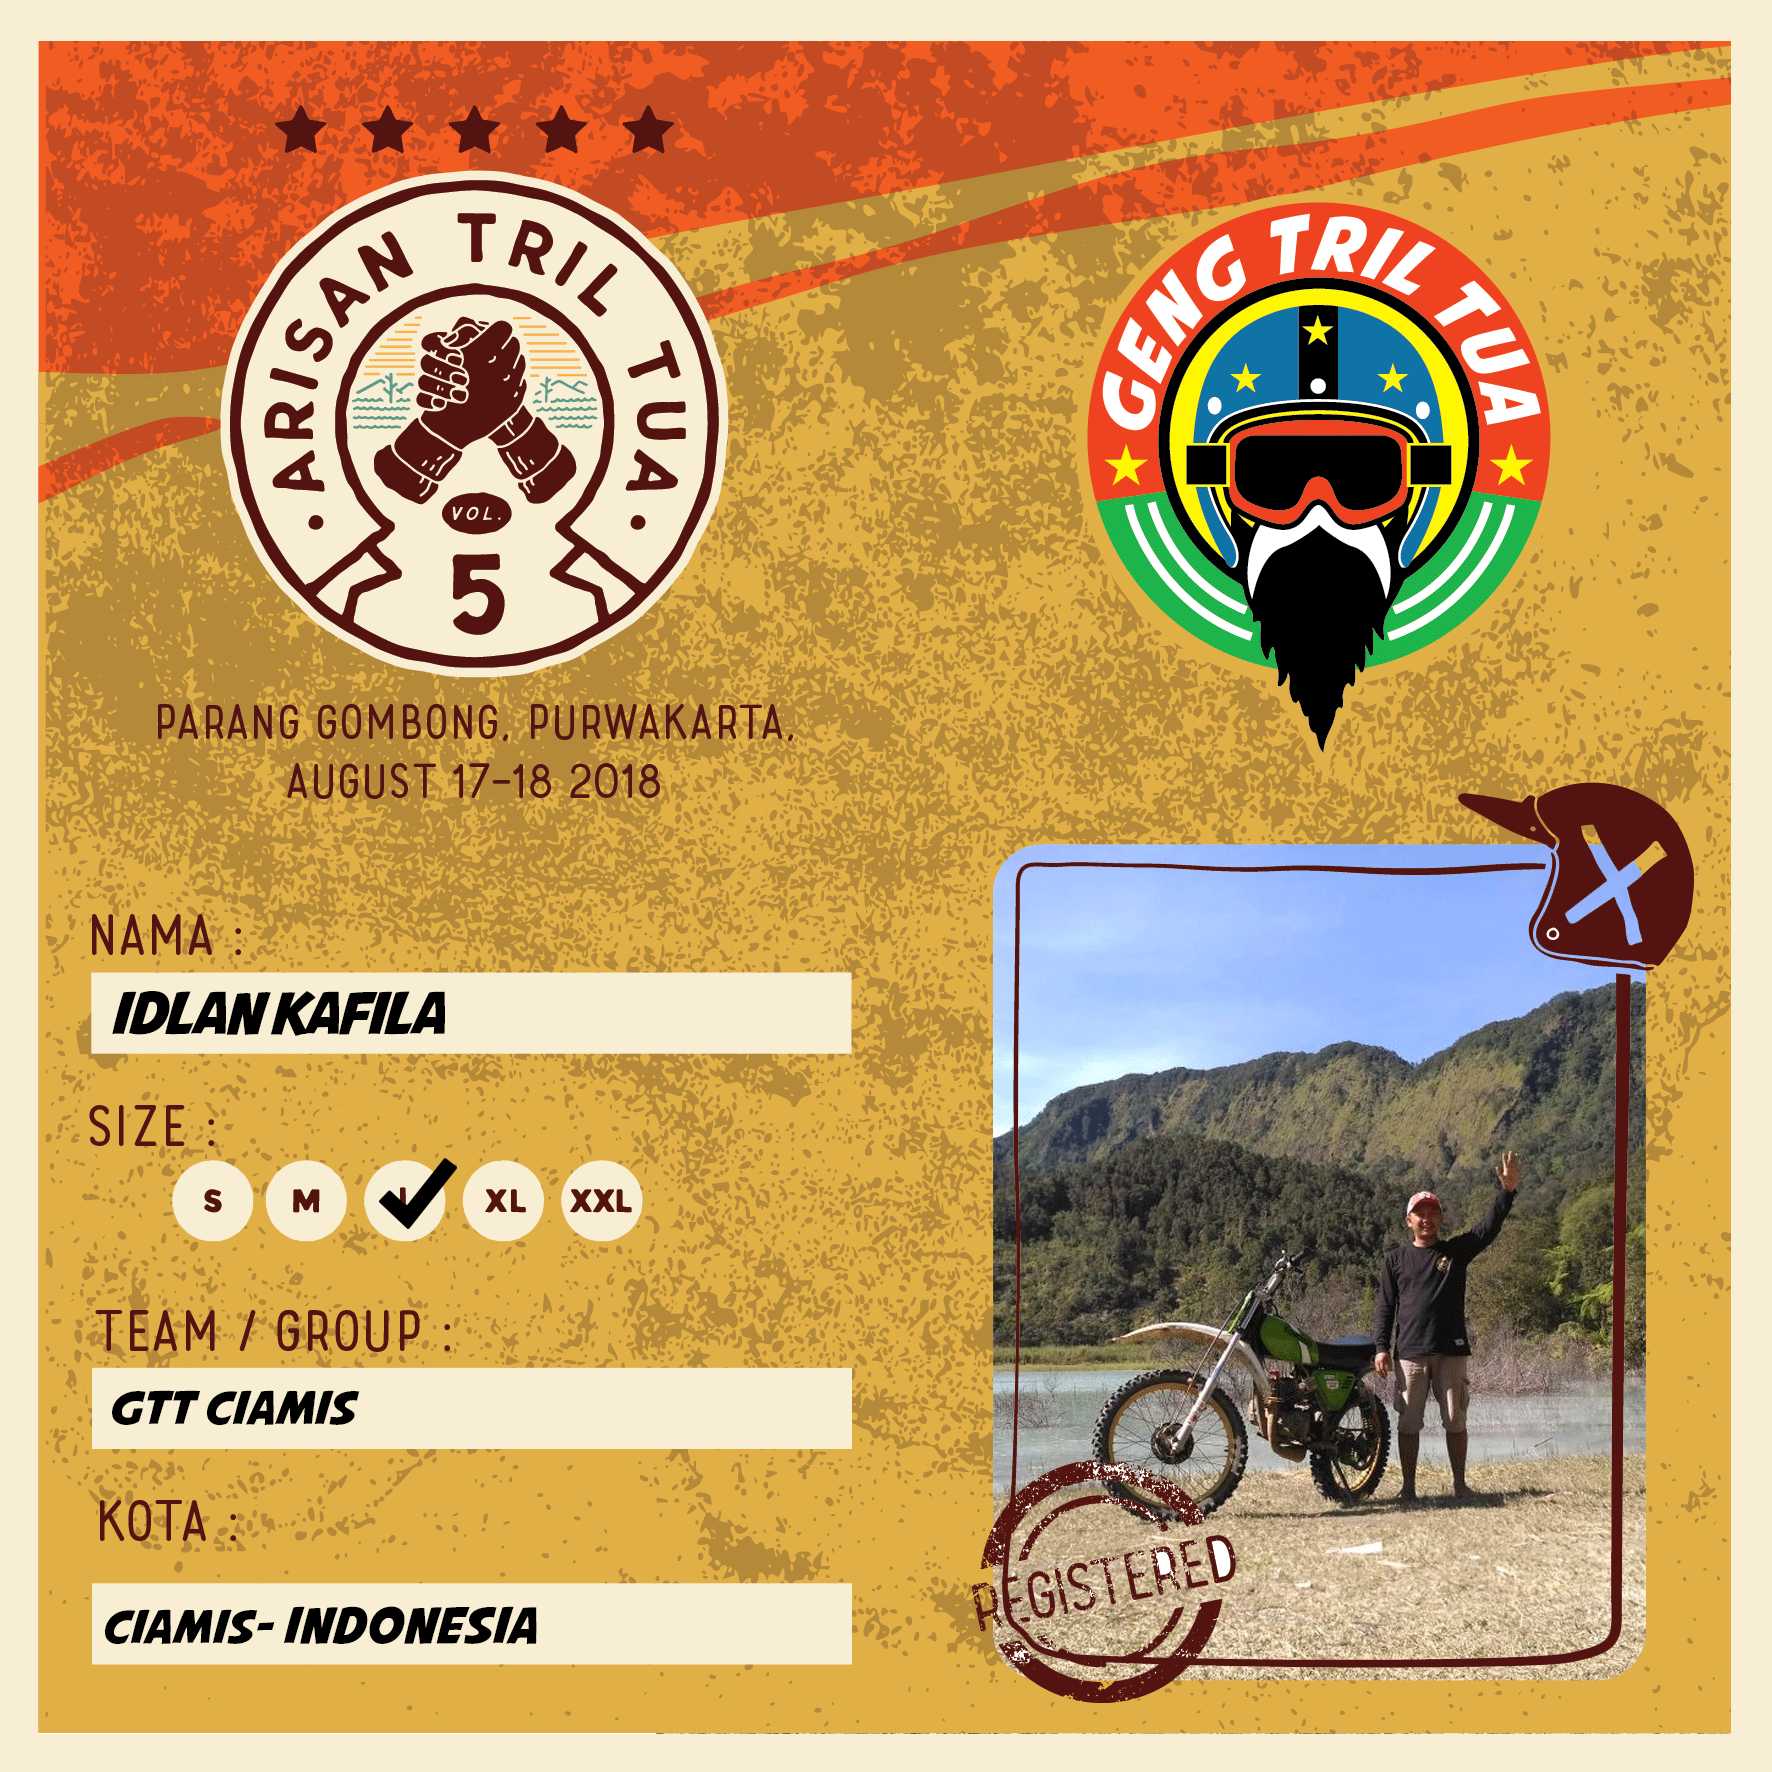 ARISAN TRIL TUA
VOL.
5
PARANG GOMBONG, PURWAKARTA,
AUGUST 17-18 2018
GENG TRIL TUA
NAMA :
IDLAN KAFILA
SIZE :
S M L XL XXL
TEAM / GROUP :
GTT CIAMIS
KOTA :
CIAMIS- INDONESIA
REGISTERED